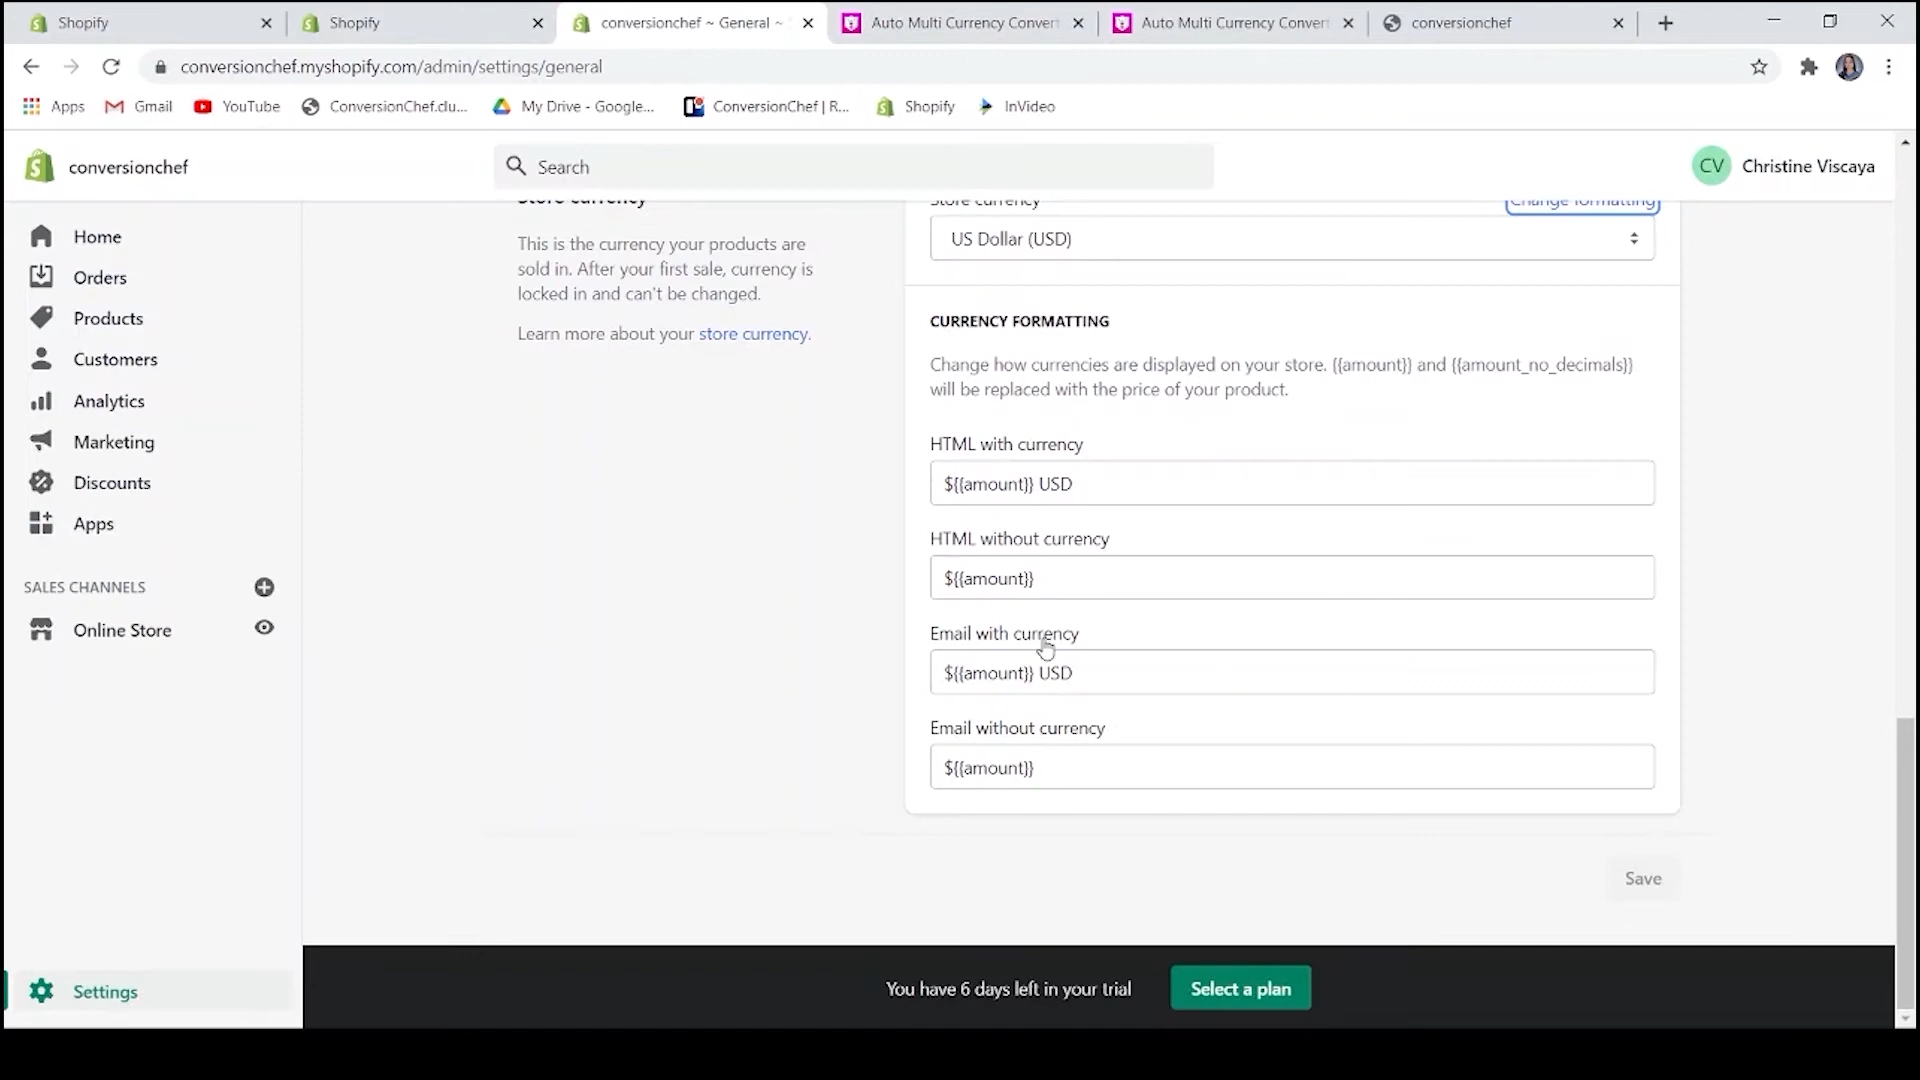 Shopify
Shopify
conversionchef ~ General ~
Auto Multi Currency Convert
Auto Multi Currency Convert
conversionchef
conversionchef.myshopify.com/admin/settings/general
Apps
Gmail
YouTube
ConversionChef.clu...
My Drive - Google...
ConversionChef | R...
Shopify
InVideo
conversionchef
Search
CV
Christine Viscaya
Home
Orders
Products
Customers
Analytics
Marketing
Discounts
Apps
SALES CHANNELS
Online Store
Settings
Store currency
This is the currency your products are
sold in. After your first sale, currency is
locked in and can't be changed.
Learn more about your store currency.
Store currency
Change formatting
US Dollar (USD)
CURRENCY FORMATTING
Change how currencies are displayed on your store. {{amount}} and {{amount_no_decimals}}
will be replaced with the price of your product.
HTML with currency
${{amount}} USD
HTML without currency
${{amount}}
Email with currency
${{amount}} USD
Email without currency
${{amount}}
Save
You have 6 days left in your trial
Select a plan